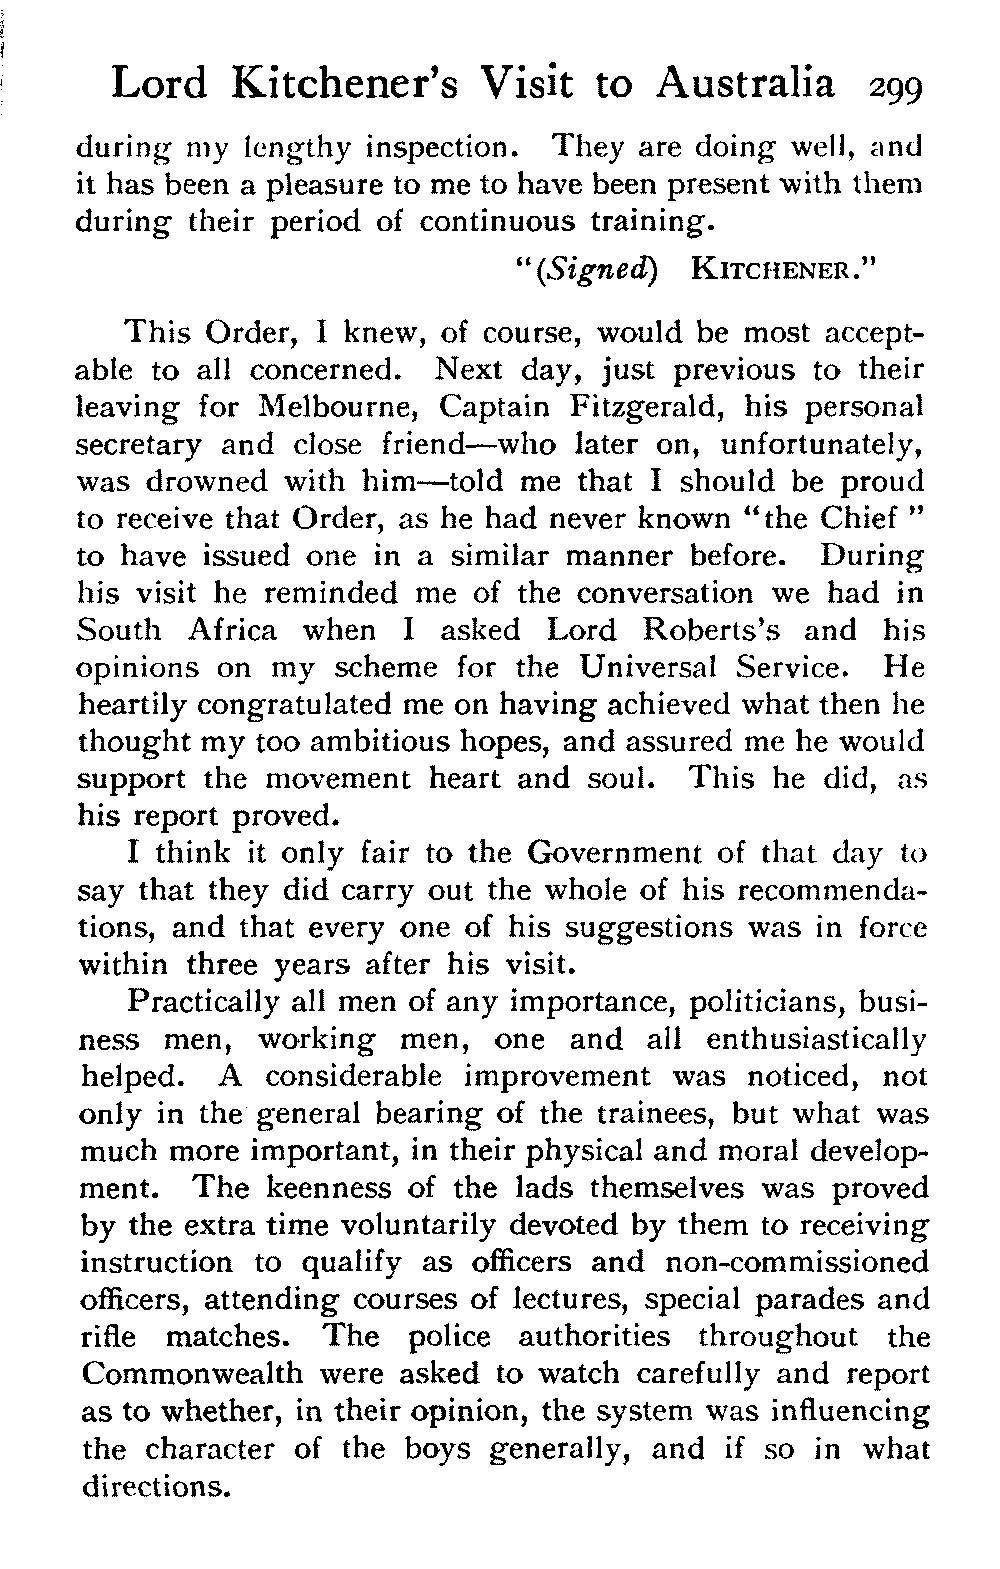 Lord Kitchener's Visit to Australia 299
during my lengthy inspection. They are doing well, and
it has been a pleasure to me to have been present with them
during their period of continuous training.
"(Signed) KITCHENER."
This Order, I knew, of course, would be most accept-
able to all concerned. Next day, just previous to their
leaving for Melbourne, Captain Fitzgerald, his personal
secretary and close friend—who later on, unfortunately,
was drowned with him—told me that I should be proud
to receive that Order, as he had never known "the Chief"
to have issued one in a similar manner before. During
his visit he reminded me of the conversation we had in
South Africa when I asked Lord Roberts's and his
opinions on my scheme for the Universal Service. He
heartily congratulated me on having achieved what then he
thought my too ambitious hopes, and assured me he would
support the movement heart and soul. This he did, as
his report proved.
I think it only fair to the Government of that day to
say that they did carry out the whole of his recommenda-
tions, and that every one of his suggestions was in force
within three years after his visit.
Practically all men of any importance, politicians, busi-
ness men, working men, one and all enthusiastically
helped. A considerable improvement was noticed, not
only in the general bearing of the trainees, but what was
much more important, in their physical and moral develop-
ment. The keenness of the lads themselves was proved
by the extra time voluntarily devoted by them to receiving
instruction to qualify as officers and non-commissioned
officers, attending courses of lectures, special parades and
rifle matches. The police authorities throughout the
Commonwealth were asked to watch carefully and report
as to whether, in their opinion, the system was influencing
the character of the boys generally, and if so in what
directions.